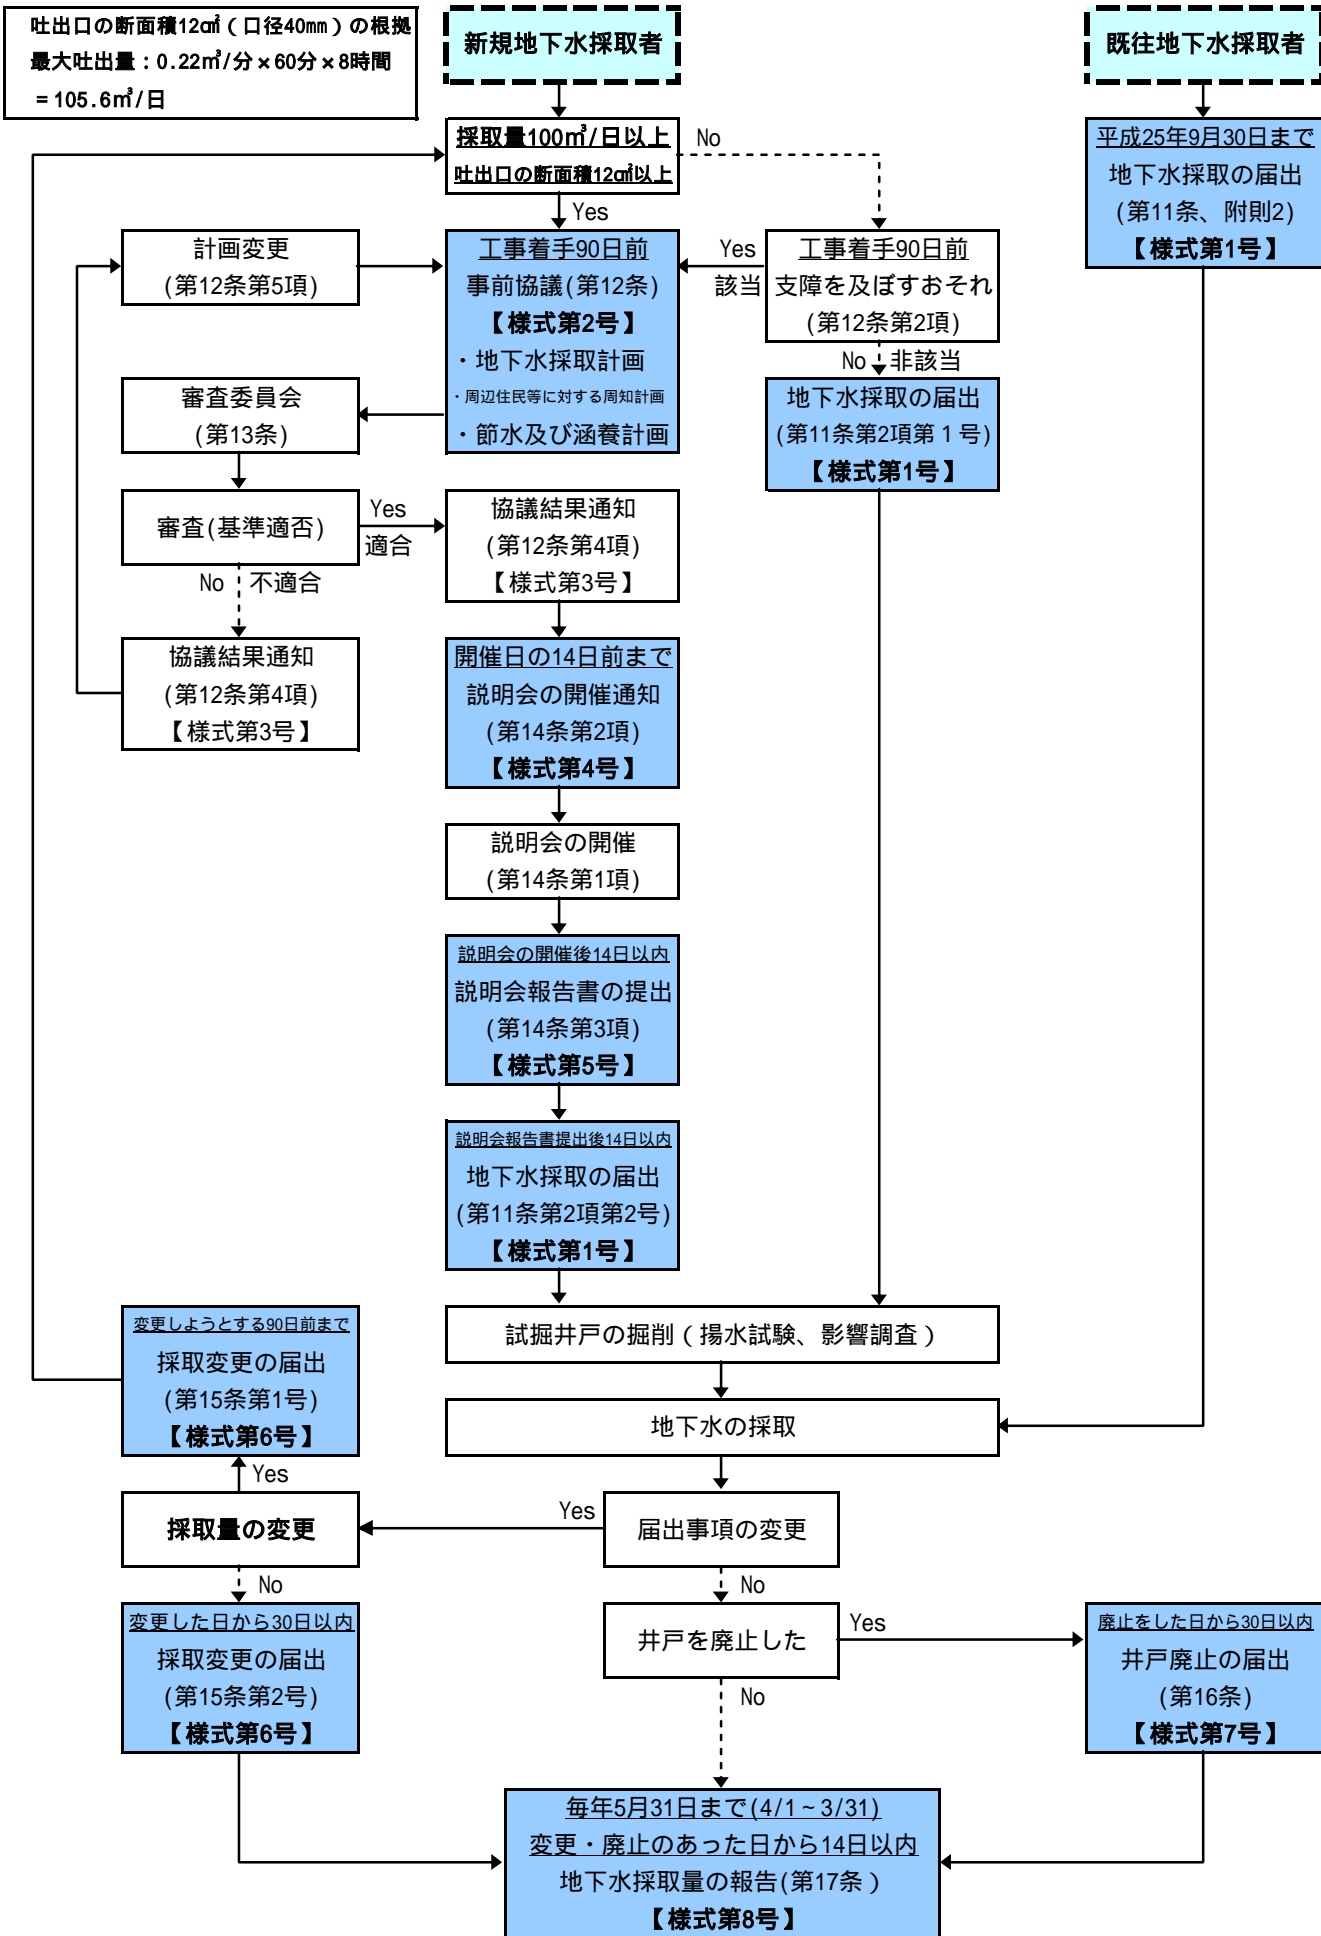 吐出口の断面積12c㎡(口径40mm)の根拠
最大吐出量:0.22㎥/分×60分×8時間
=105.6㎥/日
新規地下水採取者
既往地下水採取者
採取量100㎥/日以上
吐出口の断面積12c㎡以上
No
Yes
平成25年9月30日まで
地下水採取の届出
(第11条、附則2)
【様式第1号】
計画変更
(第12条第5項)
工事着手90日前
事前協議(第12条)
【様式第2号】
・地下水採取計画
・周辺住民等に対する周知計画
・節水及び涵養計画
Yes
該当
工事着手90日前
支障を及ぼすおそれ
(第12条第2項)
No 非該当
地下水採取の届出
(第11条第2項第1号)
【様式第1号】
審査委員会
(第13条)
審査(基準適否)
Yes
適合
No 不適合
協議結果通知
(第12条第4項)
【様式第3号】
協議結果通知
(第12条第4項)
【様式第3号】
開催日の14日前まで
説明会の開催通知
(第14条第2項)
【様式第4号】
説明会の開催
(第14条第1項)
説明会の開催後14日以内
説明会報告書の提出
(第14条第3項)
【様式第5号】
説明会報告書提出後14日以内
地下水採取の届出
(第11条第2項第2号)
【様式第1号】
試掘井戸の掘削(揚水試験、影響調査)
地下水の採取
変更しようとする90日前まで
採取変更の届出
(第15条第1号)
【様式第6号】
Yes
採取量の変更
Yes
届出事項の変更
No
No
変更した日から30日以内
採取変更の届出
(第15条第2号)
【様式第6号】
井戸を廃止した
Yes
No
廃止をした日から30日以内
井戸廃止の届出
(第16条)
【様式第7号】
毎年5月31日まで(4/1~3/31)
変更・廃止のあった日から14日以内
地下水採取量の報告(第17条)
【様式第8号】